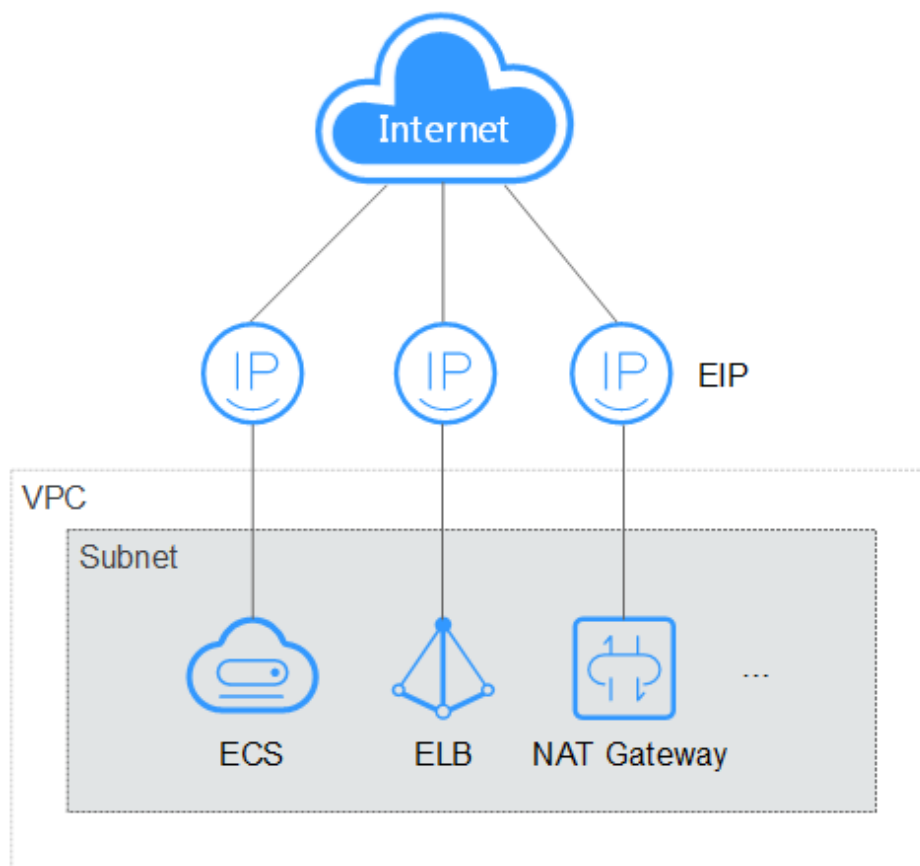 Internet
IP
IP
IP
EIP
VPC
Subnet
...
ECS
ELB
NAT Gateway